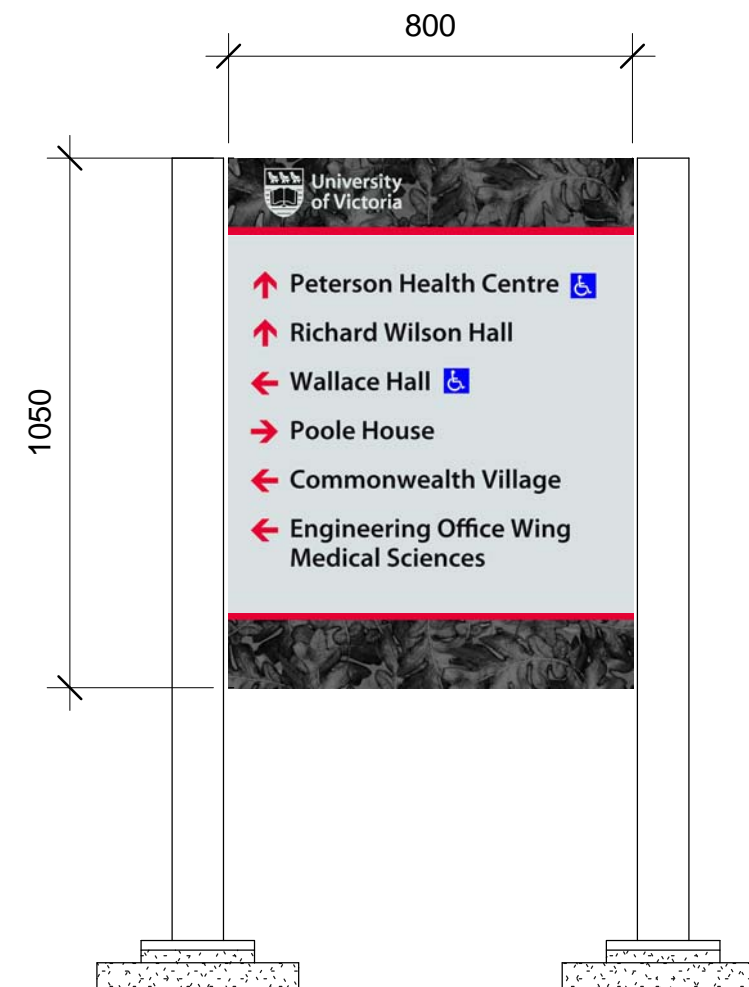 800
1050
University
of Victoria
Peterson Health Centre
Richard Wilson Hall
Wallace Hall
Poole House
Commonwealth Village
Engineering Office Wing
Medical Sciences